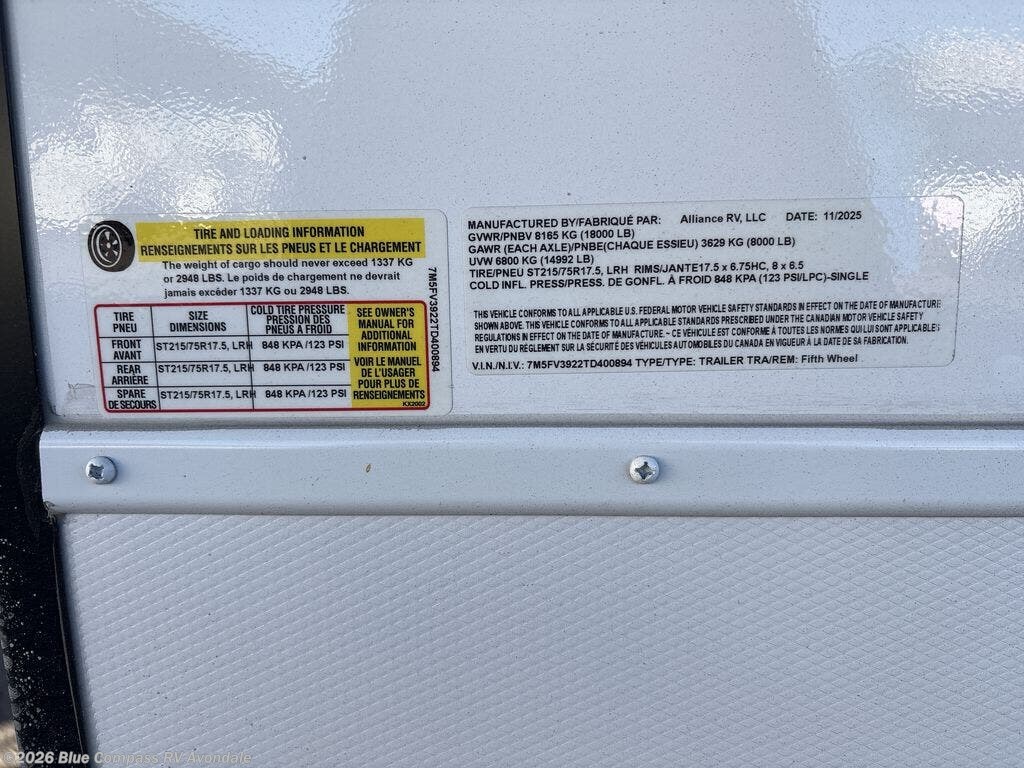 TIRE AND LOADING INFORMATION
RENSEIGNEMENTS SUR LES PNEUS ET LE CHARGEMENT
The weight of cargo should never exceed 1337 KG
or 2948 LBS. Le poids de chargement ne devrait
jamais excéder 1337 KG ou 2948 LBS.
TIRE PNEU SIZE DIMENSIONS COLD TIRE PRESSURE PRESSION DES PNEUS A FROID
FRONT AVANT ST215/75R17.5, LRH 848 KPA /123 PSI
REAR ARRIÈRE ST215/75R17.5, LRH 848 KPA /123 PSI
SPARE DE SECOURS ST215/75R17.5, LRH 848 KPA /123 PSI
SEE OWNER'S
MANUAL FOR
ADDITIONAL
INFORMATION
VOIR LE MANUEL
DE L'USAGER
POUR PLUS DE
RENSEIGNEMENTS
KX2002
7M5FV3922TD400894
MANUFACTURED BY/FABRIQUÉ PAR: Alliance RV, LLC DATE: 11/2025
GVWR/PNBV 8165 KG (18000 LB)
GAWR (EACH AXLE)/PNBE(CHAQUE ESSIEU) 3629 KG (8000 LB)
UVW 6800 KG (14992 LB)
TIRE/PNEU ST215/75R17.5, LRH RIMS/JANTE17.5 x 6.75HC, 8 x 6.5
COLD INFL. PRESS/PRESS. DE GONFL. À FROID 848 KPA (123 PSI/LPC)-SINGLE
THIS VEHICLE CONFORMS TO ALL APPLICABLE U.S. FEDERAL MOTOR VEHICLE SAFETY STANDARDS IN EFFECT ON THE DATE OF MANUFACTURE
SHOWN ABOVE. THIS VEHICLE CONFORMS TO ALL APPLICABLE STANDARDS PRESCRIBED UNDER THE CANADIAN MOTOR VEHICLE SAFETY
REGULATIONS IN EFFECT ON THE DATE OF MANUFACTURE. ~ CE VÉHICULE EST CONFORME À TOUTES LES NORMES QUI LUI SONT APPLICABLES
EN VERTU DU RÈGLEMENT SUR LA SÉCURITÉ DES VÉHICULES AUTOMOBILES DU CANADA EN VIGUEUR À LA DATE DE SA FABRICATION.
V.I.N./N.I.V.: 7M5FV3922TD400894 TYPE/TYPE: TRAILER TRA/REM: Fifth Wheel
©2026 Blue Compass RV Avondale